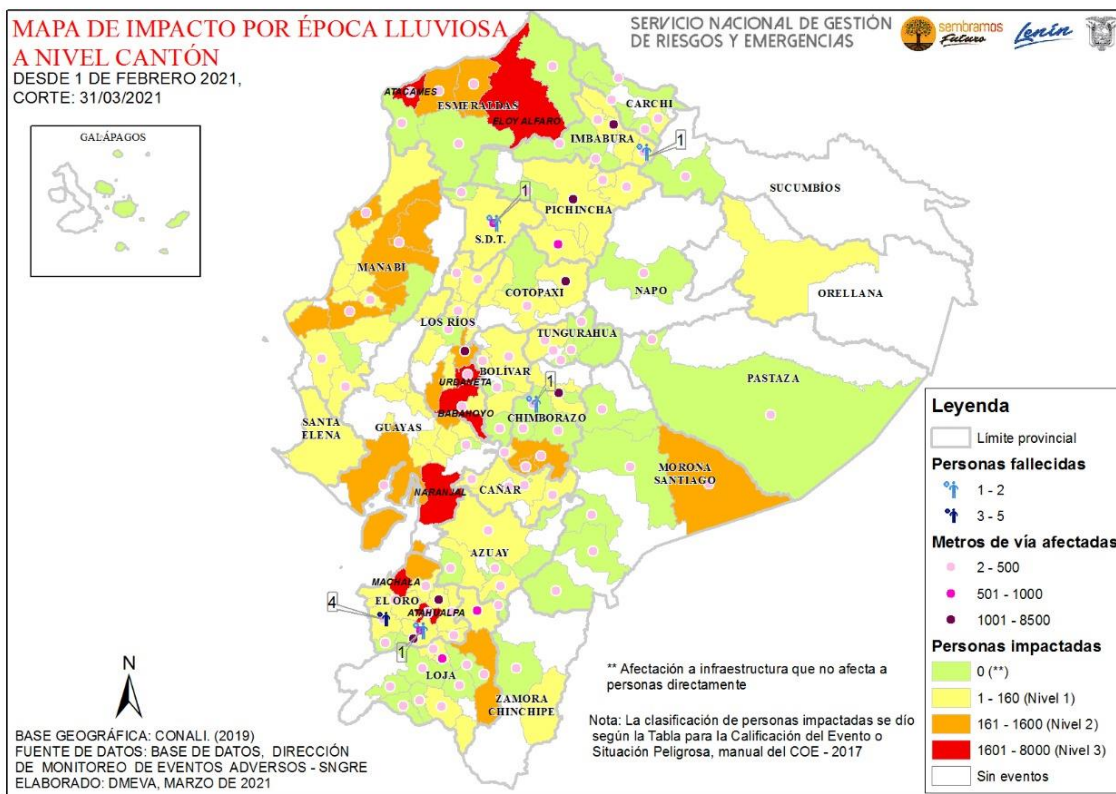 MAPA DE IMPACTO POR ÉPOCA LLUVIOSA
A NIVEL CANTÓN
DESDE 1 DE FEBRERO 2021,
CORTE: 31/03/2021
SERVICIO NACIONAL DE GESTIÓN
DE RIESGOS Y EMERGENCIAS
sembramos
Futuro
Lenín
GALÁPAGOS
ATACAMES
ESMERALDAS
ELOY ALFARO
CARCHI
IMBABURA
1
SUCUMBÍOS
1
PICHINCHA
S.D.T.
MANABÍ
COTOPAXI
NAPO
ORELLANA
LOS RÍOS
TUNGURAHUA
BOLÍVAR
URDANETA
1
PASTAZA
BABAHOYO
CHIMBORAZO
SANTA
ELENA
GUAYAS
MORONA
SANTIAGO
NARANJAL
CAÑAR
AZUAY
MACHALA
EL ORO
4
ATAHUALPA
1
LOJA
ZAMORA
CHINCHIPE
Leyenda
Límite provincial
Personas fallecidas
1 - 2
3 - 5
Metros de vía afectadas
2 - 500
501 - 1000
1001 - 8500
Personas impactadas
0 (**)
1 - 160 (Nivel 1)
161 - 1600 (Nivel 2)
1601 - 8000 (Nivel 3)
Sin eventos
** Afectación a infraestructura que no afecta a
personas directamente
Nota: La clasificación de personas impactadas se dío
según la Tabla para la Calificación del Evento o
Situación Peligrosa, manual del COE - 2017
N
BASE GEOGRÁFICA: CONALI. (2019)
FUENTE DE DATOS: BASE DE DATOS, DIRECCIÓN
DE MONITOREO DE EVENTOS ADVERSOS - SNGRE
ELABORADO: DMEVA, MARZO DE 2021